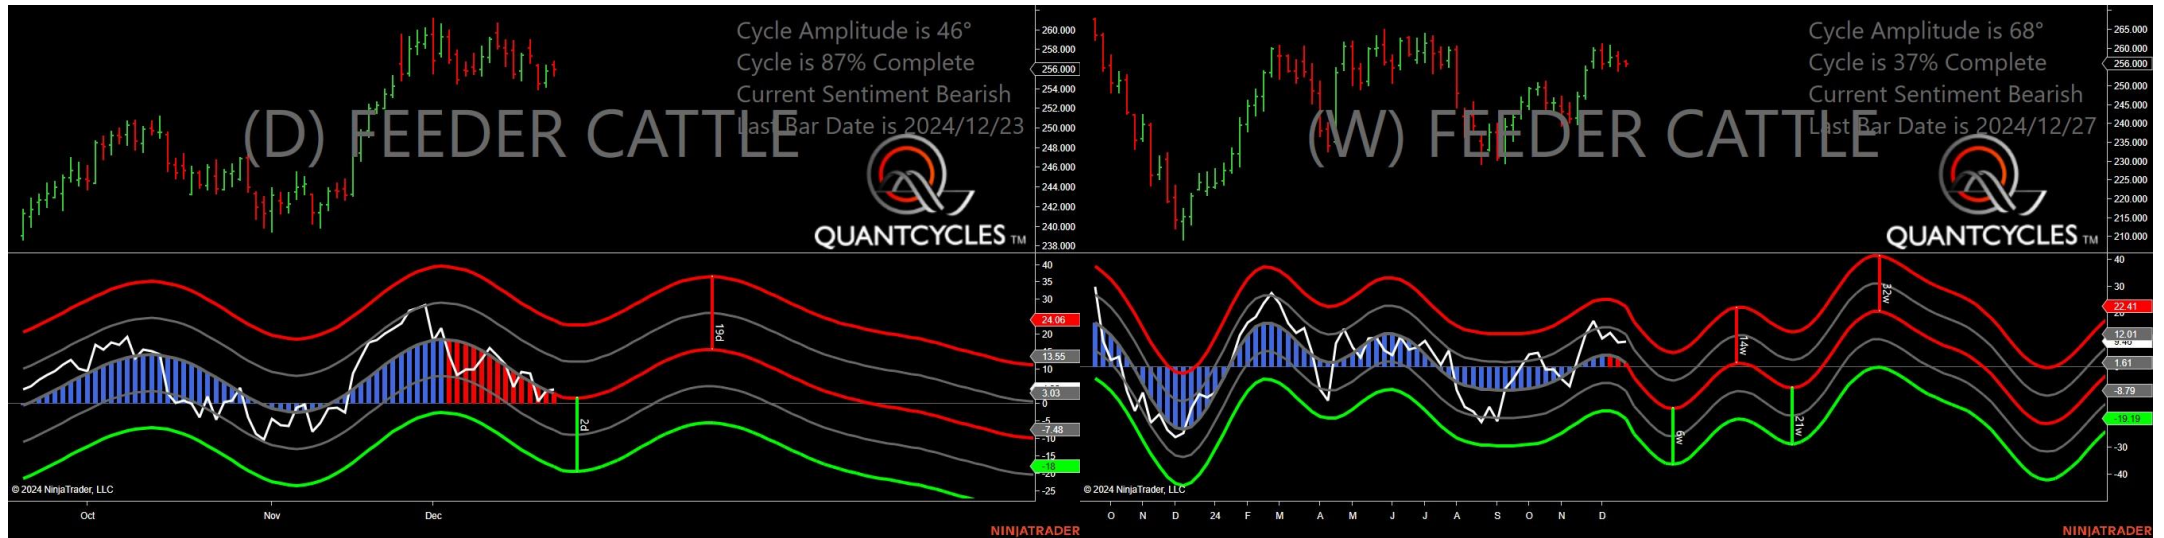 Cycle Amplitude is 46°
Cycle is 87% Complete
Current Sentiment Bearish
Last Bar Date is 2024/12/23
(D) FEEDER CATTLE
QUANTCYCLES TM
260.000
258.000
256.000
254.000
252.000
250.000
248.000
246.000
244.000
242.000
240.000
238.000
40
35
30
24.06
20
13.55
10
3.03
0
-5
-7.48
-10
-15
-18
-20
-25
19d
2d
© 2024 NinjaTrader, LLC
Oct
Nov
Dec
NINJATRADER
Cycle Amplitude is 68°
Cycle is 37% Complete
Current Sentiment Bearish
Last Bar Date is 2024/12/27
(W) FEEDER CATTLE
QUANTCYCLES TM
265.000
260.000
256.000
250.000
245.000
240.000
235.000
230.000
225.000
220.000
215.000
210.000
40
30
22.41
20
12.01
9.46
1.61
-8.79
-19.19
-30
-40
14w
32w
6w
21w
© 2024 NinjaTrader, LLC
O N D 24 F M A M J J A S O N D
NINJATRADER